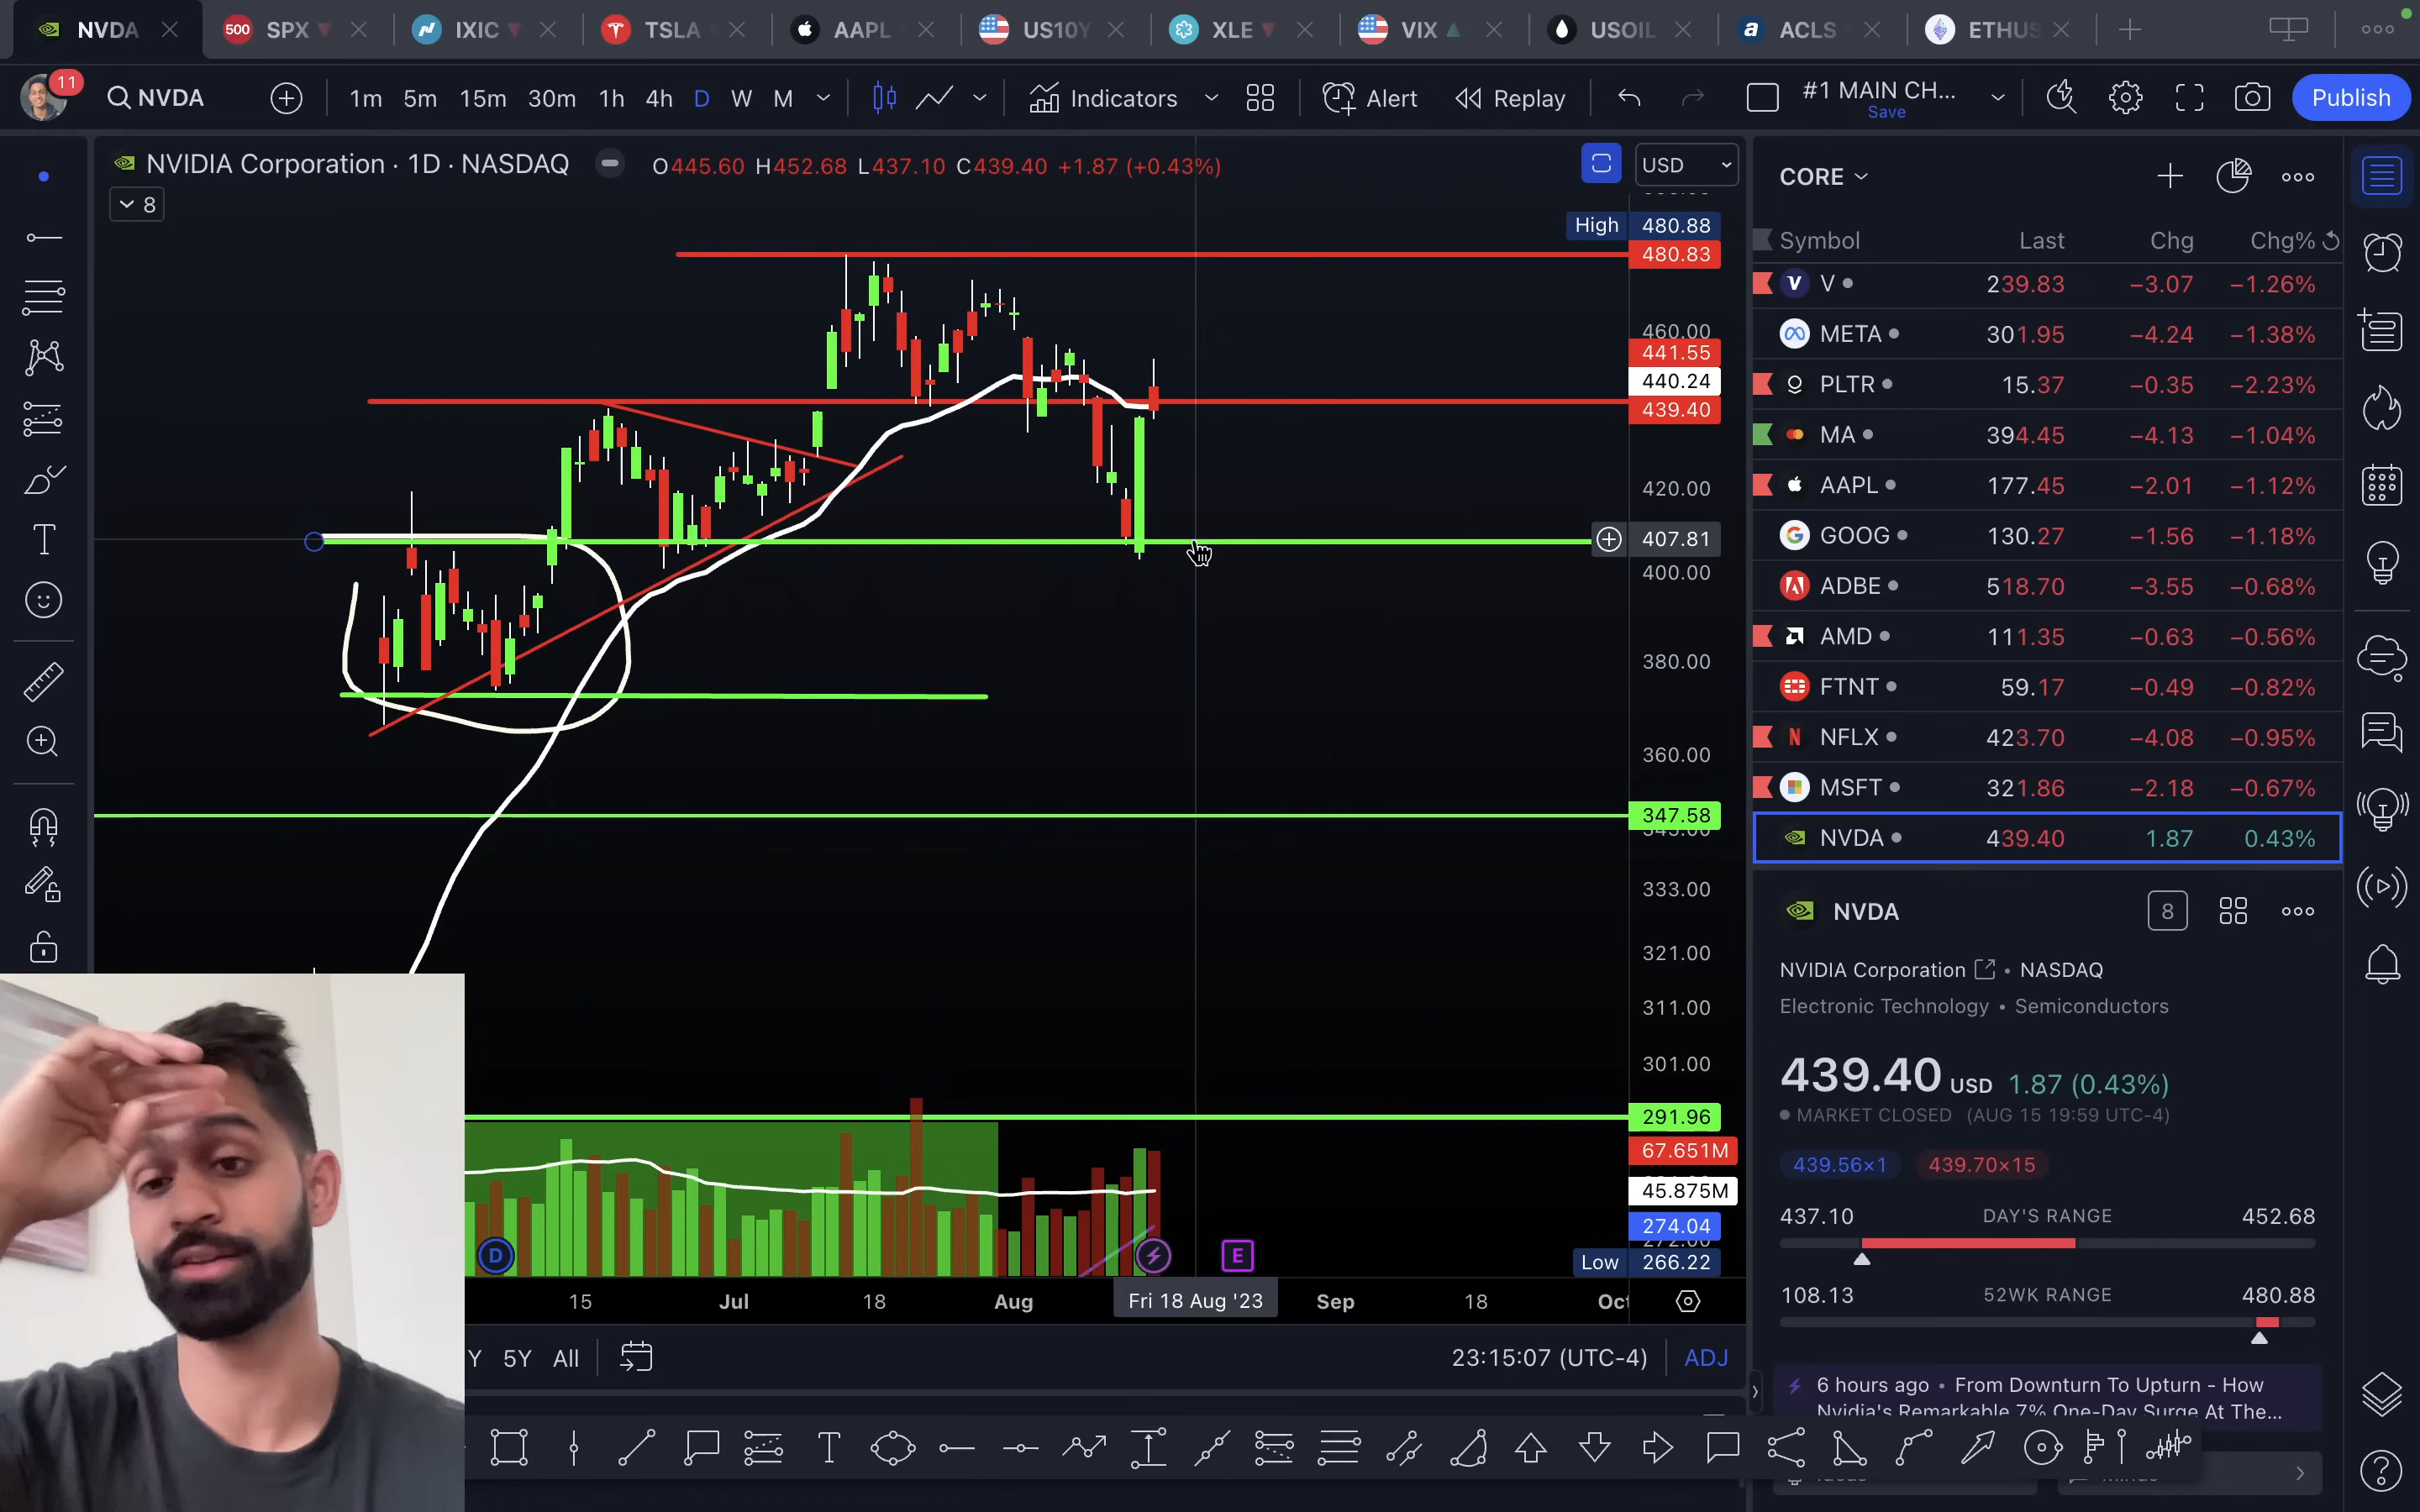 NVDA
500 SPX
IXIC
TSLA
AAPL
US10Y
XLE
VIX
USOIL
a ACLS
ETHUS
11
NVDA
1m 5m 15m 30m 1h 4h D W M
Indicators
Alert
Replay
#1 MAIN CH...
Save
Publish
NVIDIA Corporation · 1D · NASDAQ
O445.60 H452.68 L437.10 C439.40 +1.87 (+0.43%)
USD
8
High 480.88
480.83
460.00
441.55
440.24
439.40
420.00
407.81
400.00
380.00
360.00
347.58
333.00
321.00
311.00
301.00
291.96
67.651M
45.875M
274.04
Low 266.22
D
E
15 Jul 18 Aug Fri 18 Aug '23 Sep 18 Oct
Y 5Y All
23:15:07 (UTC-4) ADJ
CORE
Symbol Last Chg Chg%
V 239.83 −3.07 −1.26%
META 301.95 −4.24 −1.38%
PLTR 15.37 −0.35 −2.23%
MA 394.45 −4.13 −1.04%
AAPL 177.45 −2.01 −1.12%
GOOG 130.27 −1.56 −1.18%
ADBE 518.70 −3.55 −0.68%
AMD 111.35 −0.63 −0.56%
FTNT 59.17 −0.49 −0.82%
NFLX 423.70 −4.08 −0.95%
MSFT 321.86 −2.18 −0.67%
NVDA 439.40 1.87 0.43%
NVDA
8
NVIDIA Corporation • NASDAQ
Electronic Technology • Semiconductors
439.40 USD 1.87 (0.43%)
MARKET CLOSED (AUG 15 19:59 UTC-4)
439.56×1 439.70×15
437.10 DAY'S RANGE 452.68
108.13 52WK RANGE 480.88
6 hours ago • From Downturn To Upturn - How
Nvidia's Remarkable 7% One-Day Surge At The...